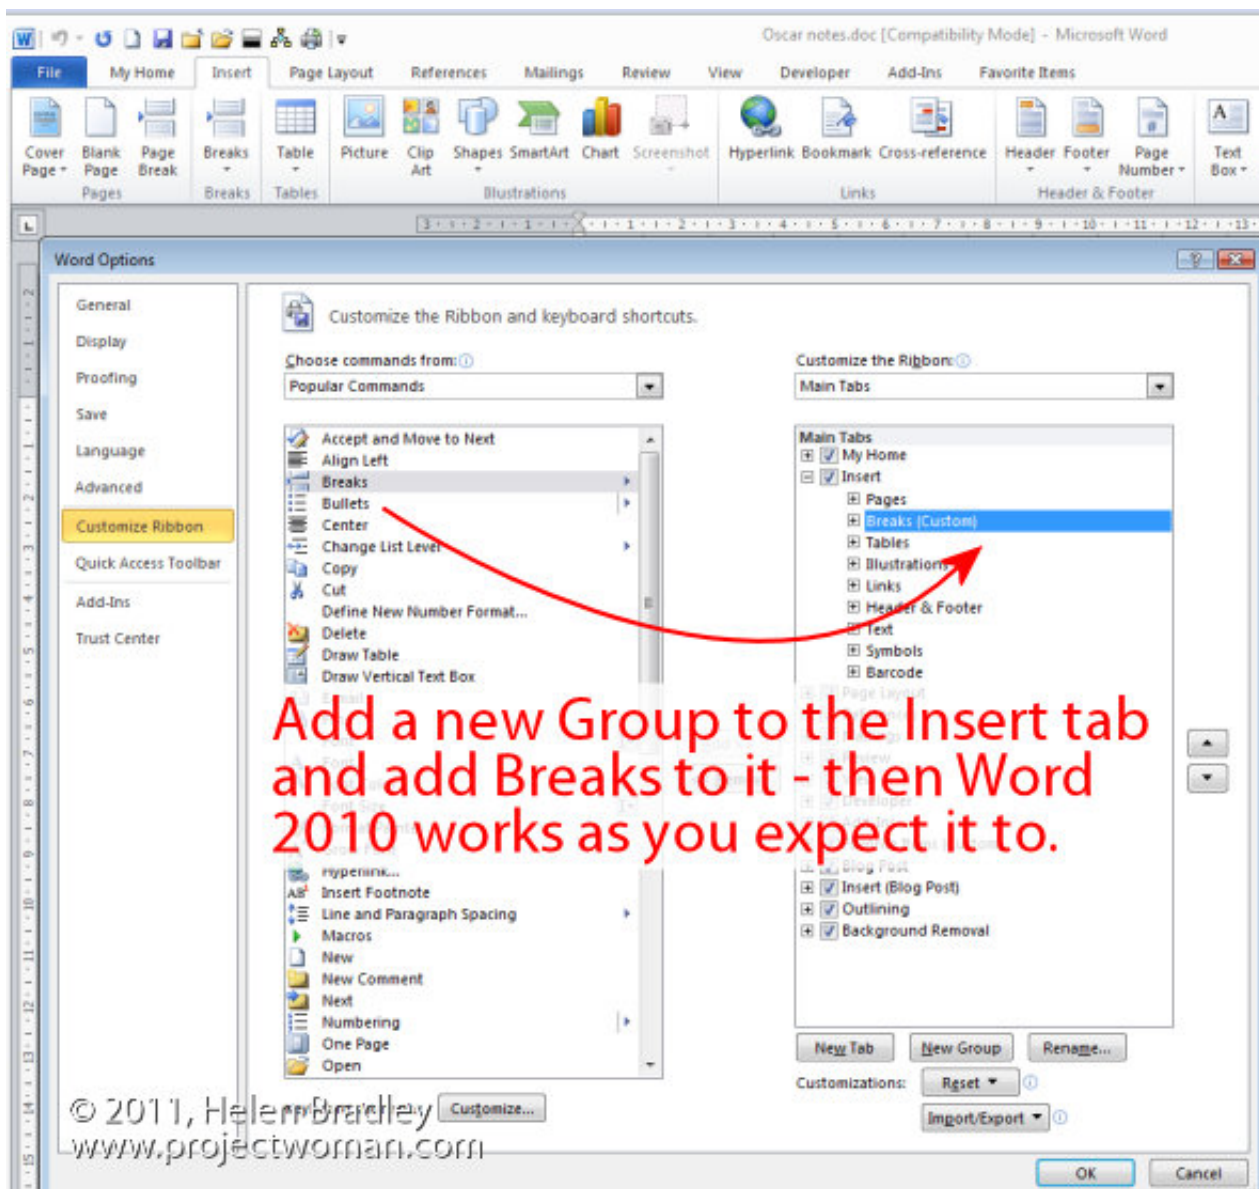 Oscar notes.doc [Compatibility Mode] - Microsoft Word
File My Home Insert Page Layout References Mailings Review View Developer Add-Ins Favorite Items
Cover Page Blank Page Page Break Breaks Table Picture Clip Art Shapes SmartArt Chart Screenshot Hyperlink Bookmark Cross-reference Header Footer Page Number Text Box
Pages Breaks Tables Illustrations Links Header & Footer
Word Options
General
Display
Proofing
Save
Language
Advanced
Customize Ribbon
Quick Access Toolbar
Add-Ins
Trust Center
Customize the Ribbon and keyboard shortcuts.
Choose commands from:
Popular Commands
Accept and Move to Next
Align Left
Breaks
Bullets
Center
Change List Level
Copy
Cut
Define New Number Format...
Delete
Draw Table
Draw Vertical Text Box
Font Size
Hyperlink...
Insert Footnote
Line and Paragraph Spacing
Macros
New
New Comment
Next
Numbering
One Page
Open
Customize...
Customize the Ribbon:
Main Tabs
Main Tabs
My Home
Insert
Pages
Breaks (Custom)
Tables
Illustrations
Links
Header & Footer
Text
Symbols
Barcode
Page Layout
Developer
Blog Post
Insert (Blog Post)
Outlining
Background Removal
New Tab New Group Rename...
Customizations: Reset
Import/Export
OK Cancel
Add a new Group to the Insert tab
and add Breaks to it - then Word
2010 works as you expect it to.
© 2011, Helen Bradley
www.projectwoman.com